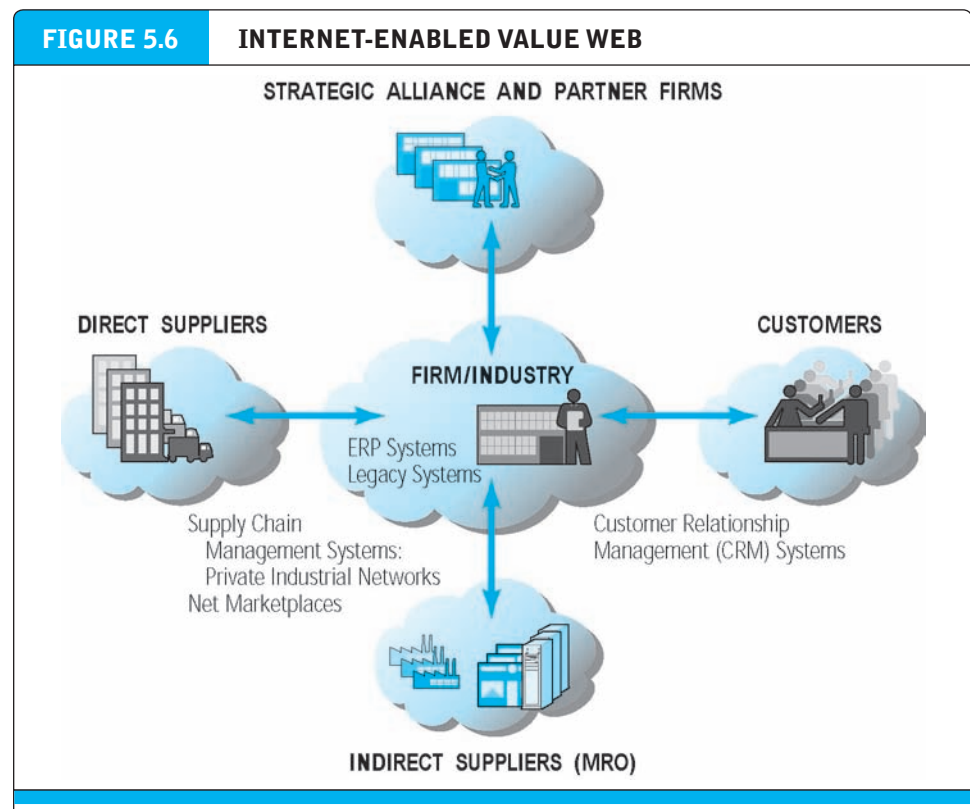 FIGURE 5.6 INTERNET-ENABLED VALUE WEB
STRATEGIC ALLIANCE AND PARTNER FIRMS
DIRECT SUPPLIERS
CUSTOMERS
FIRM/INDUSTRY
ERP Systems
Legacy Systems
Supply Chain
Management Systems:
Private Industrial Networks
Net Marketplaces
Customer Relationship
Management (CRM) Systems
INDIRECT SUPPLIERS (MRO)